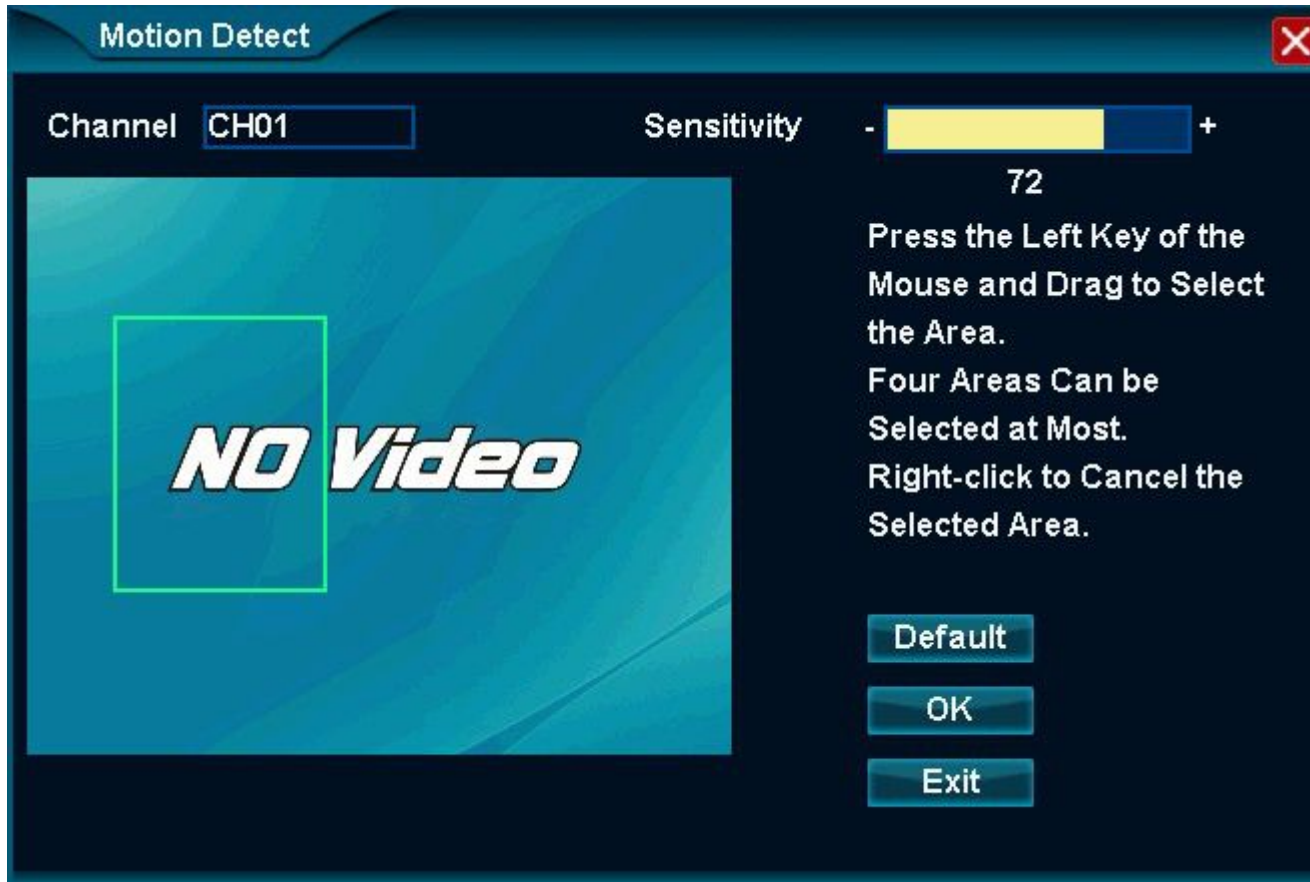 Motion Detect
Channel CH01 Sensitivity - +
72
Press the Left Key of the
Mouse and Drag to Select
the Area.
Four Areas Can be
Selected at Most.
Right-click to Cancel the
Selected Area.
NO Video
Default
OK
Exit